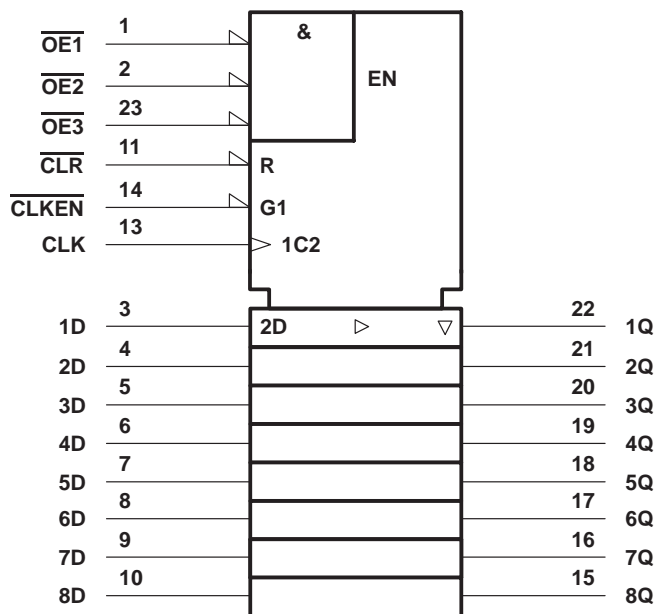 1
&
OE1
2
EN
OE2
23
OE3
11
CLR
R
14
CLKEN
G1
13
CLK
1C2
3
22
1D
2D
1Q
4
21
2D
2Q
5
20
3D
3Q
6
19
4D
4Q
7
18
5D
5Q
8
17
6D
6Q
9
16
7D
7Q
10
15
8D
8Q